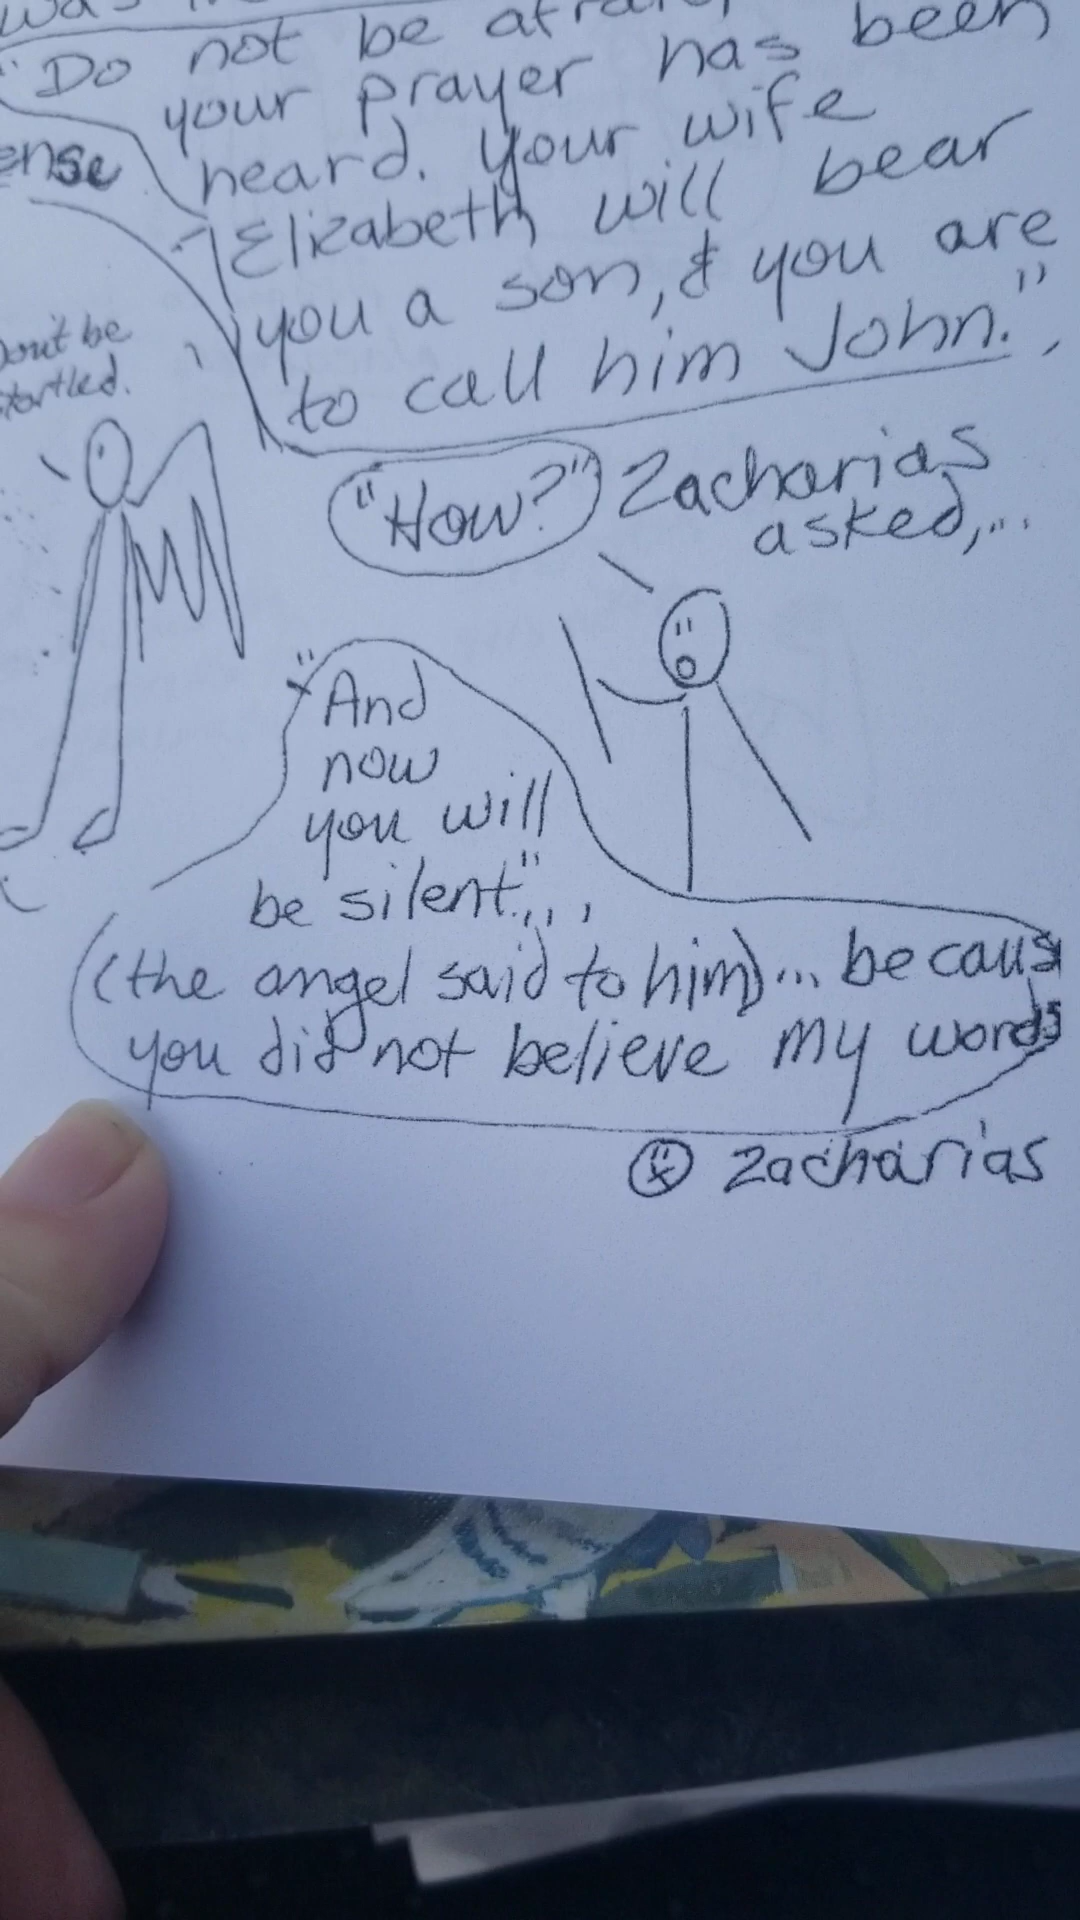 "Do not be afraid,
your prayer has been
heard. Your wife
Elizabeth will bear
you a son, & you are
to call him John.",
Don't be
startled.
"How?" Zacharias
asked,...
"And
now
you will
be silent"...
(the angel said to him)... because
you did not believe my words
Zacharias